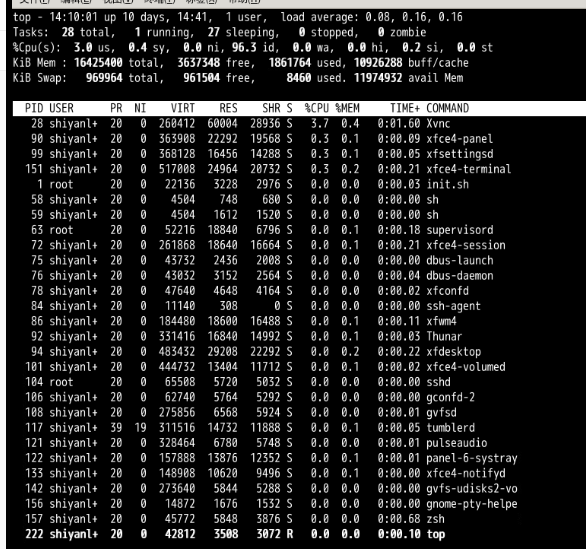 top - 14:10:01 up 10 days, 14:41,  1 user,  load average: 0.08, 0.16, 0.16
Tasks:  28 total,   1 running,  27 sleeping,   0 stopped,   0 zombie
%Cpu(s):  3.0 us,  0.4 sy,  0.0 ni, 96.3 id,  0.0 wa,  0.0 hi,  0.2 si,  0.0 st
KiB Mem : 16425400 total,  3637348 free,  1861764 used, 10926288 buff/cache
KiB Swap:   969964 total,   961504 free,     8460 used. 11974932 avail Mem
PID USER PR NI VIRT RES SHR S %CPU %MEM TIME+ COMMAND
28 shiyanl+ 20 0 260412 60004 28936 S 3.7 0.4 0:01.60 Xvnc
90 shiyanl+ 20 0 363908 22292 19568 S 0.3 0.1 0:00.09 xfce4-panel
99 shiyanl+ 20 0 368128 16456 14288 S 0.3 0.1 0:00.05 xfsettingsd
151 shiyanl+ 20 0 517008 24964 20732 S 0.3 0.2 0:00.21 xfce4-terminal
1 root 20 0 22136 3228 2976 S 0.0 0.0 0:00.03 init.sh
58 shiyanl+ 20 0 4504 748 680 S 0.0 0.0 0:00.00 sh
59 shiyanl+ 20 0 4504 1612 1520 S 0.0 0.0 0:00.00 sh
63 root 20 0 52216 18840 6796 S 0.0 0.1 0:00.18 supervisord
72 shiyanl+ 20 0 261868 18640 16664 S 0.0 0.1 0:00.21 xfce4-session
75 shiyanl+ 20 0 43732 2436 2008 S 0.0 0.0 0:00.00 dbus-launch
76 shiyanl+ 20 0 43032 3152 2564 S 0.0 0.0 0:00.04 dbus-daemon
78 shiyanl+ 20 0 47640 4648 4164 S 0.0 0.0 0:00.02 xfconfd
84 shiyanl+ 20 0 11140 308 0 S 0.0 0.0 0:00.00 ssh-agent
86 shiyanl+ 20 0 184480 18600 16488 S 0.0 0.1 0:00.11 xfwm4
92 shiyanl+ 20 0 331416 16840 14992 S 0.0 0.1 0:00.03 Thunar
94 shiyanl+ 20 0 483432 29208 22292 S 0.0 0.2 0:00.22 xfdesktop
101 shiyanl+ 20 0 444732 13404 11712 S 0.0 0.1 0:00.02 xfce4-volumed
104 root 20 0 65508 5720 5032 S 0.0 0.0 0:00.00 sshd
106 shiyanl+ 20 0 62740 5764 5292 S 0.0 0.0 0:00.00 gconfd-2
108 shiyanl+ 20 0 275856 6568 5924 S 0.0 0.0 0:00.01 gvfsd
117 shiyanl+ 39 19 311516 14732 11888 S 0.0 0.1 0:00.05 tumblerd
121 shiyanl+ 20 0 328464 6780 5748 S 0.0 0.0 0:00.01 pulseaudio
122 shiyanl+ 20 0 157888 13876 12352 S 0.0 0.1 0:00.01 panel-6-systray
133 shiyanl+ 20 0 148908 10620 9496 S 0.0 0.1 0:00.00 xfce4-notifyd
142 shiyanl+ 20 0 273640 5844 5288 S 0.0 0.0 0:00.00 gvfs-udisks2-vo
156 shiyanl+ 20 0 14872 1676 1532 S 0.0 0.0 0:00.00 gnome-pty-helpe
157 shiyanl+ 20 0 45772 5848 3876 S 0.0 0.0 0:00.68 zsh
222 shiyanl+ 20 0 42812 3508 3072 R 0.0 0.0 0:00.10 top